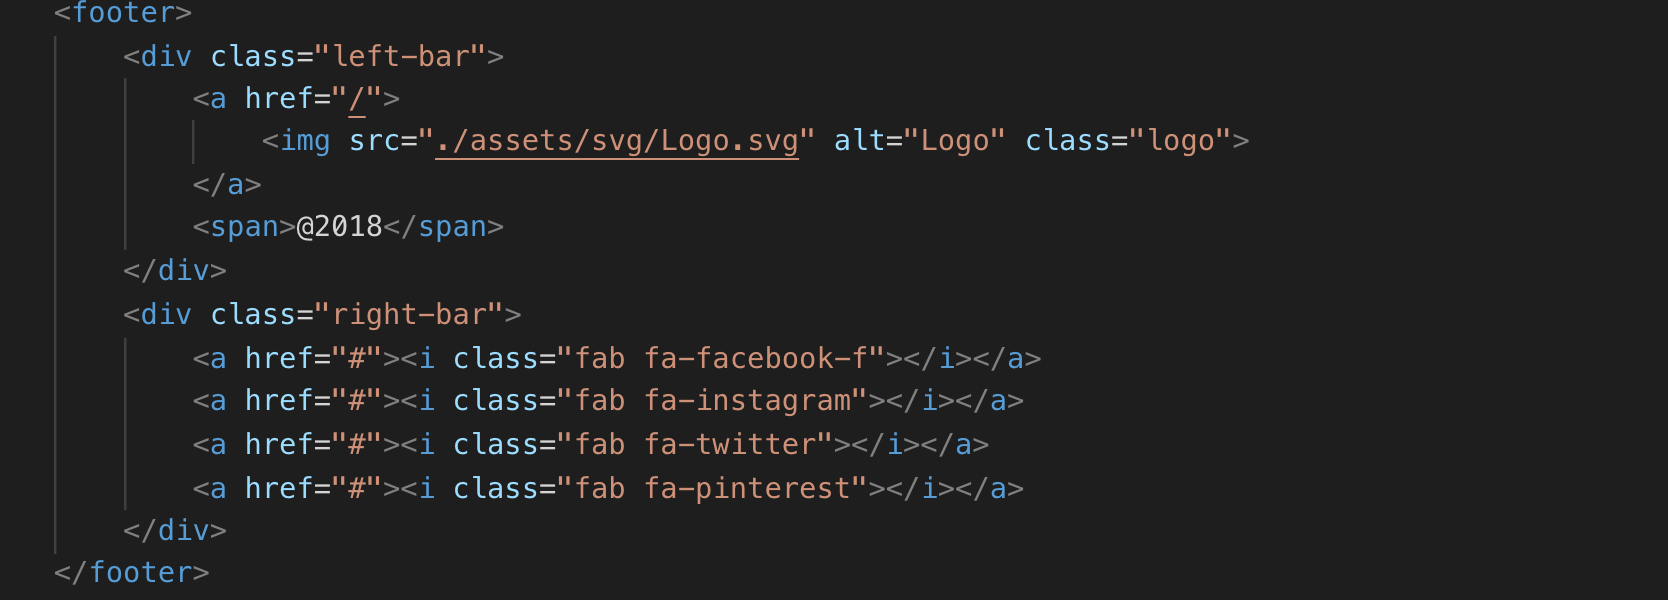 <footer>
<div class="left-bar">
<a href="/">
<img src="./assets/svg/Logo.svg" alt="Logo" class="logo">
</a>
<span>@2018</span>
</div>
<div class="right-bar">
<a href="#"><i class="fab fa-facebook-f"></i></a>
<a href="#"><i class="fab fa-instagram"></i></a>
<a href="#"><i class="fab fa-twitter"></i></a>
<a href="#"><i class="fab fa-pinterest"></i></a>
</div>
</footer>